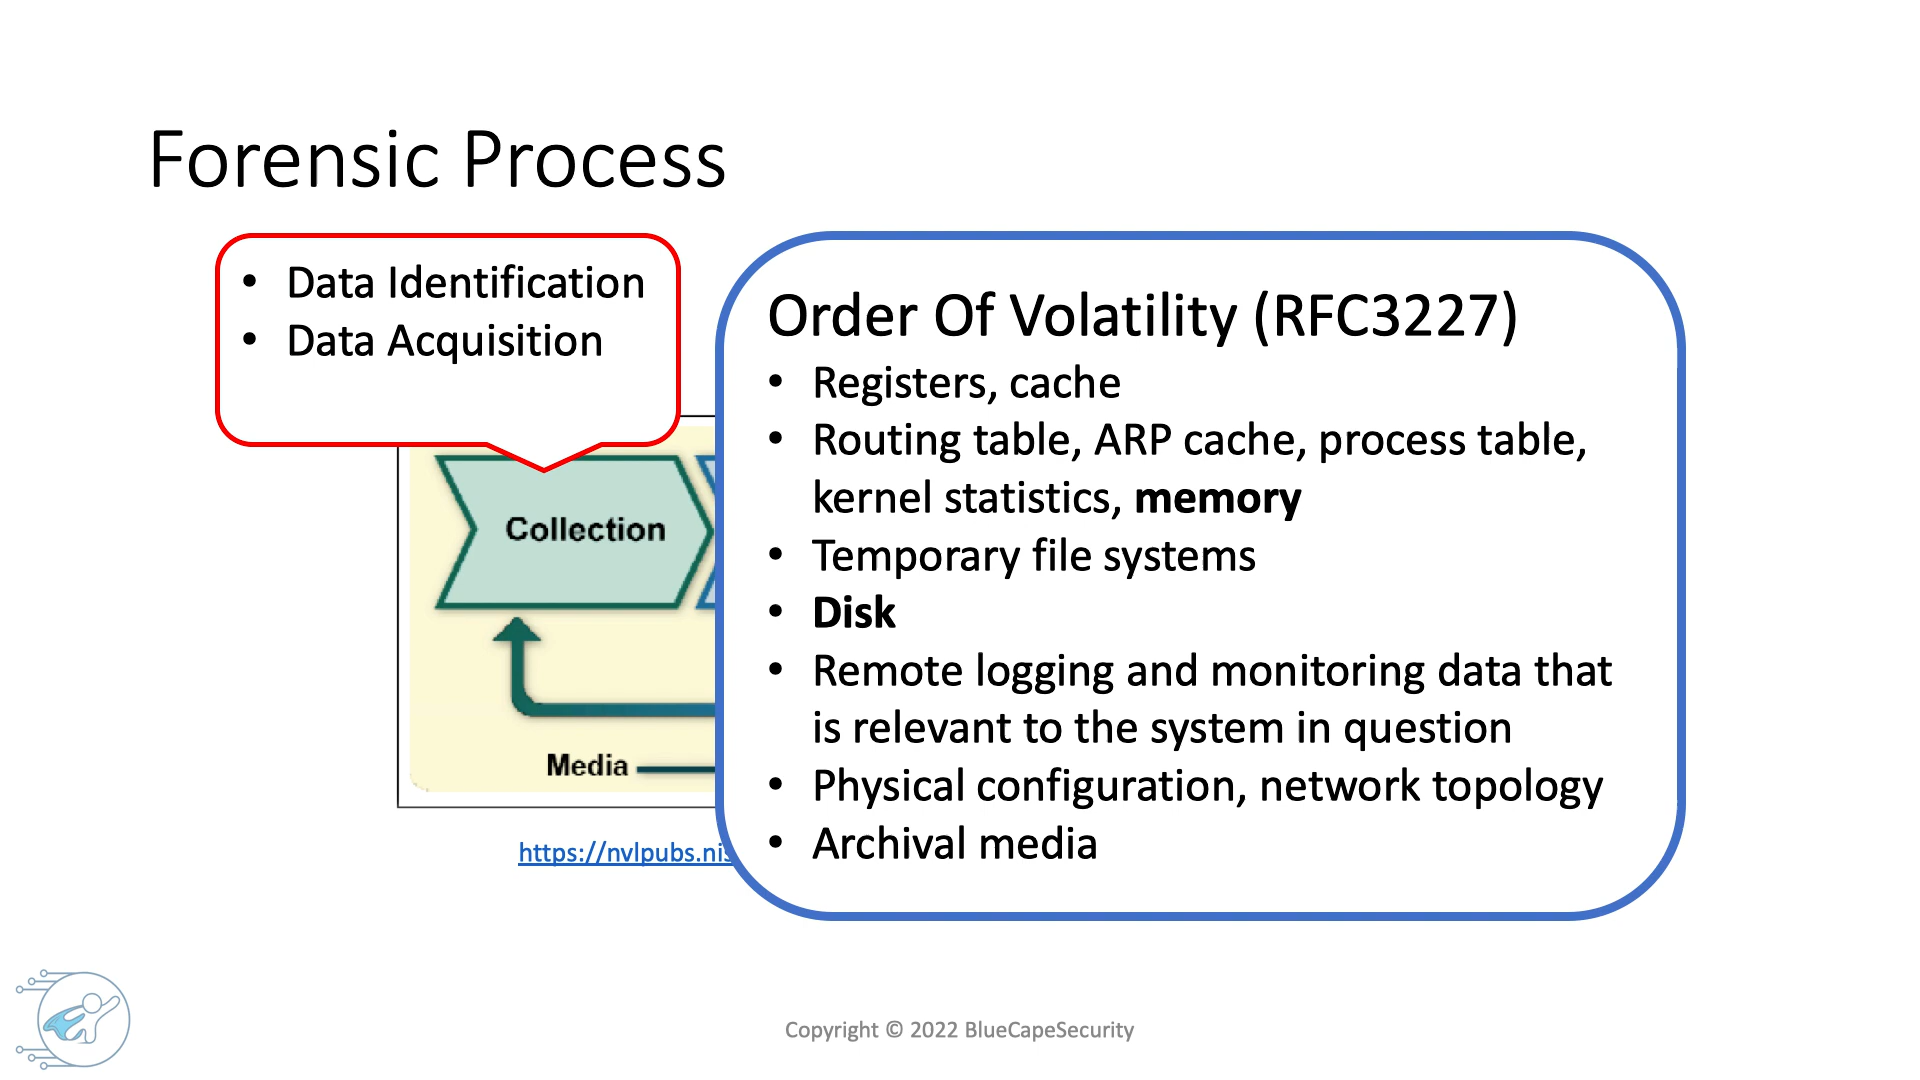 Forensic Process
• Data Identification
• Data Acquisition
Order Of Volatility (RFC3227)
• Registers, cache
• Routing table, ARP cache, process table,
kernel statistics, memory
• Temporary file systems
• Disk
• Remote logging and monitoring data that
is relevant to the system in question
• Physical configuration, network topology
• Archival media
Collection
Media
https://nvlpubs.nis
Copyright © 2022 BlueCapeSecurity